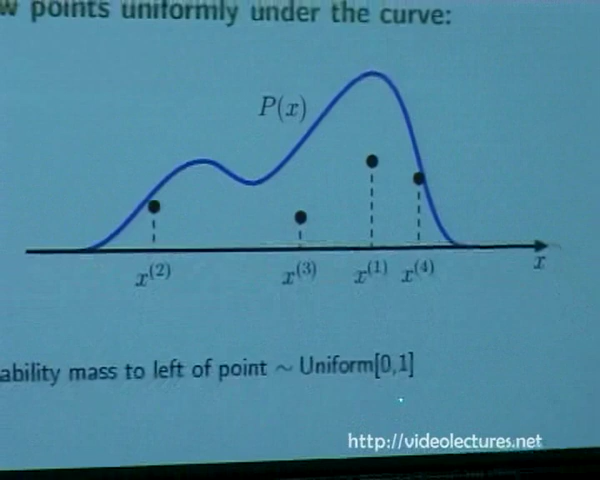 w points uniformly under the curve:
P(x)
x^(2) x^(3) x^(1) x^(4) x
ability mass to left of point ~ Uniform[0,1]
http://videolectures.net